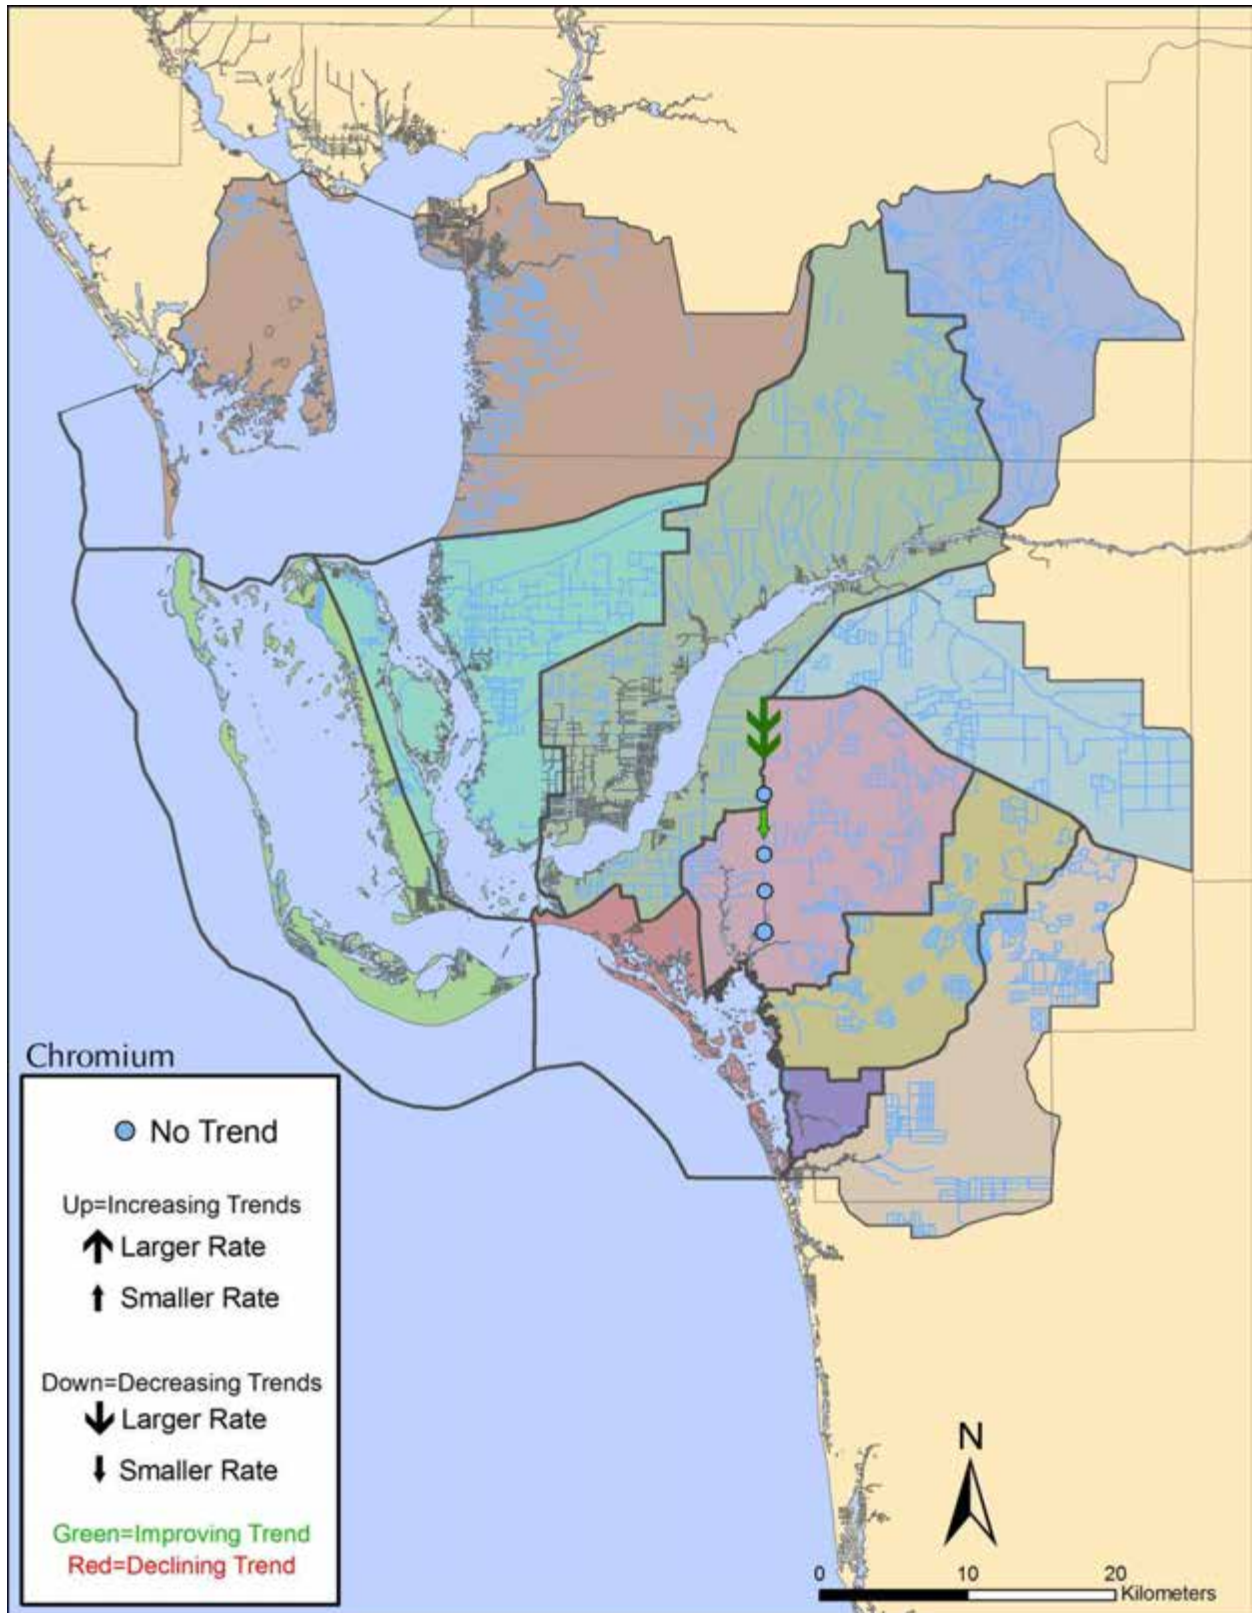 Chromium
No Trend
Up=Increasing Trends
Larger Rate
Smaller Rate
Down=Decreasing Trends
Larger Rate
Smaller Rate
Green=Improving Trend
Red=Declining Trend
N
0 10 20
Kilometers